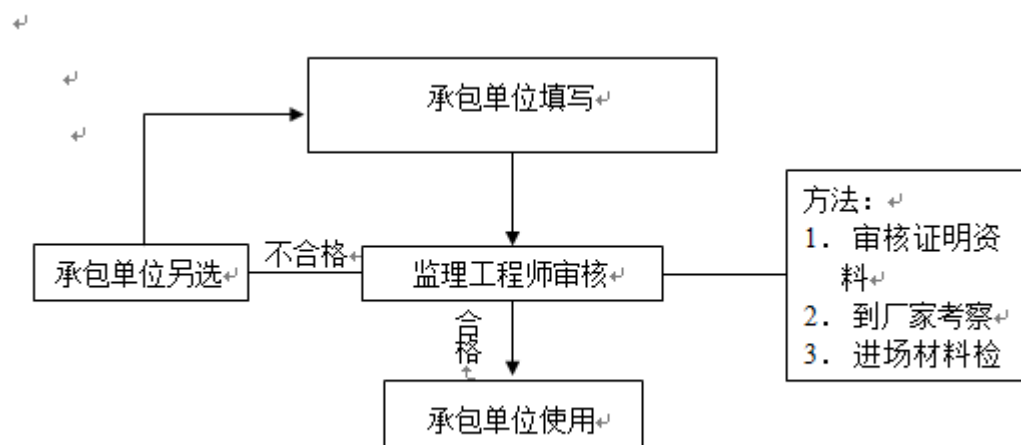 承包单位填写
方法：
1. 审核证明资
料
不合格
承包单位另选
监理工程师审核
2. 到厂家考察
合格
3. 进场材料检
承包单位使用